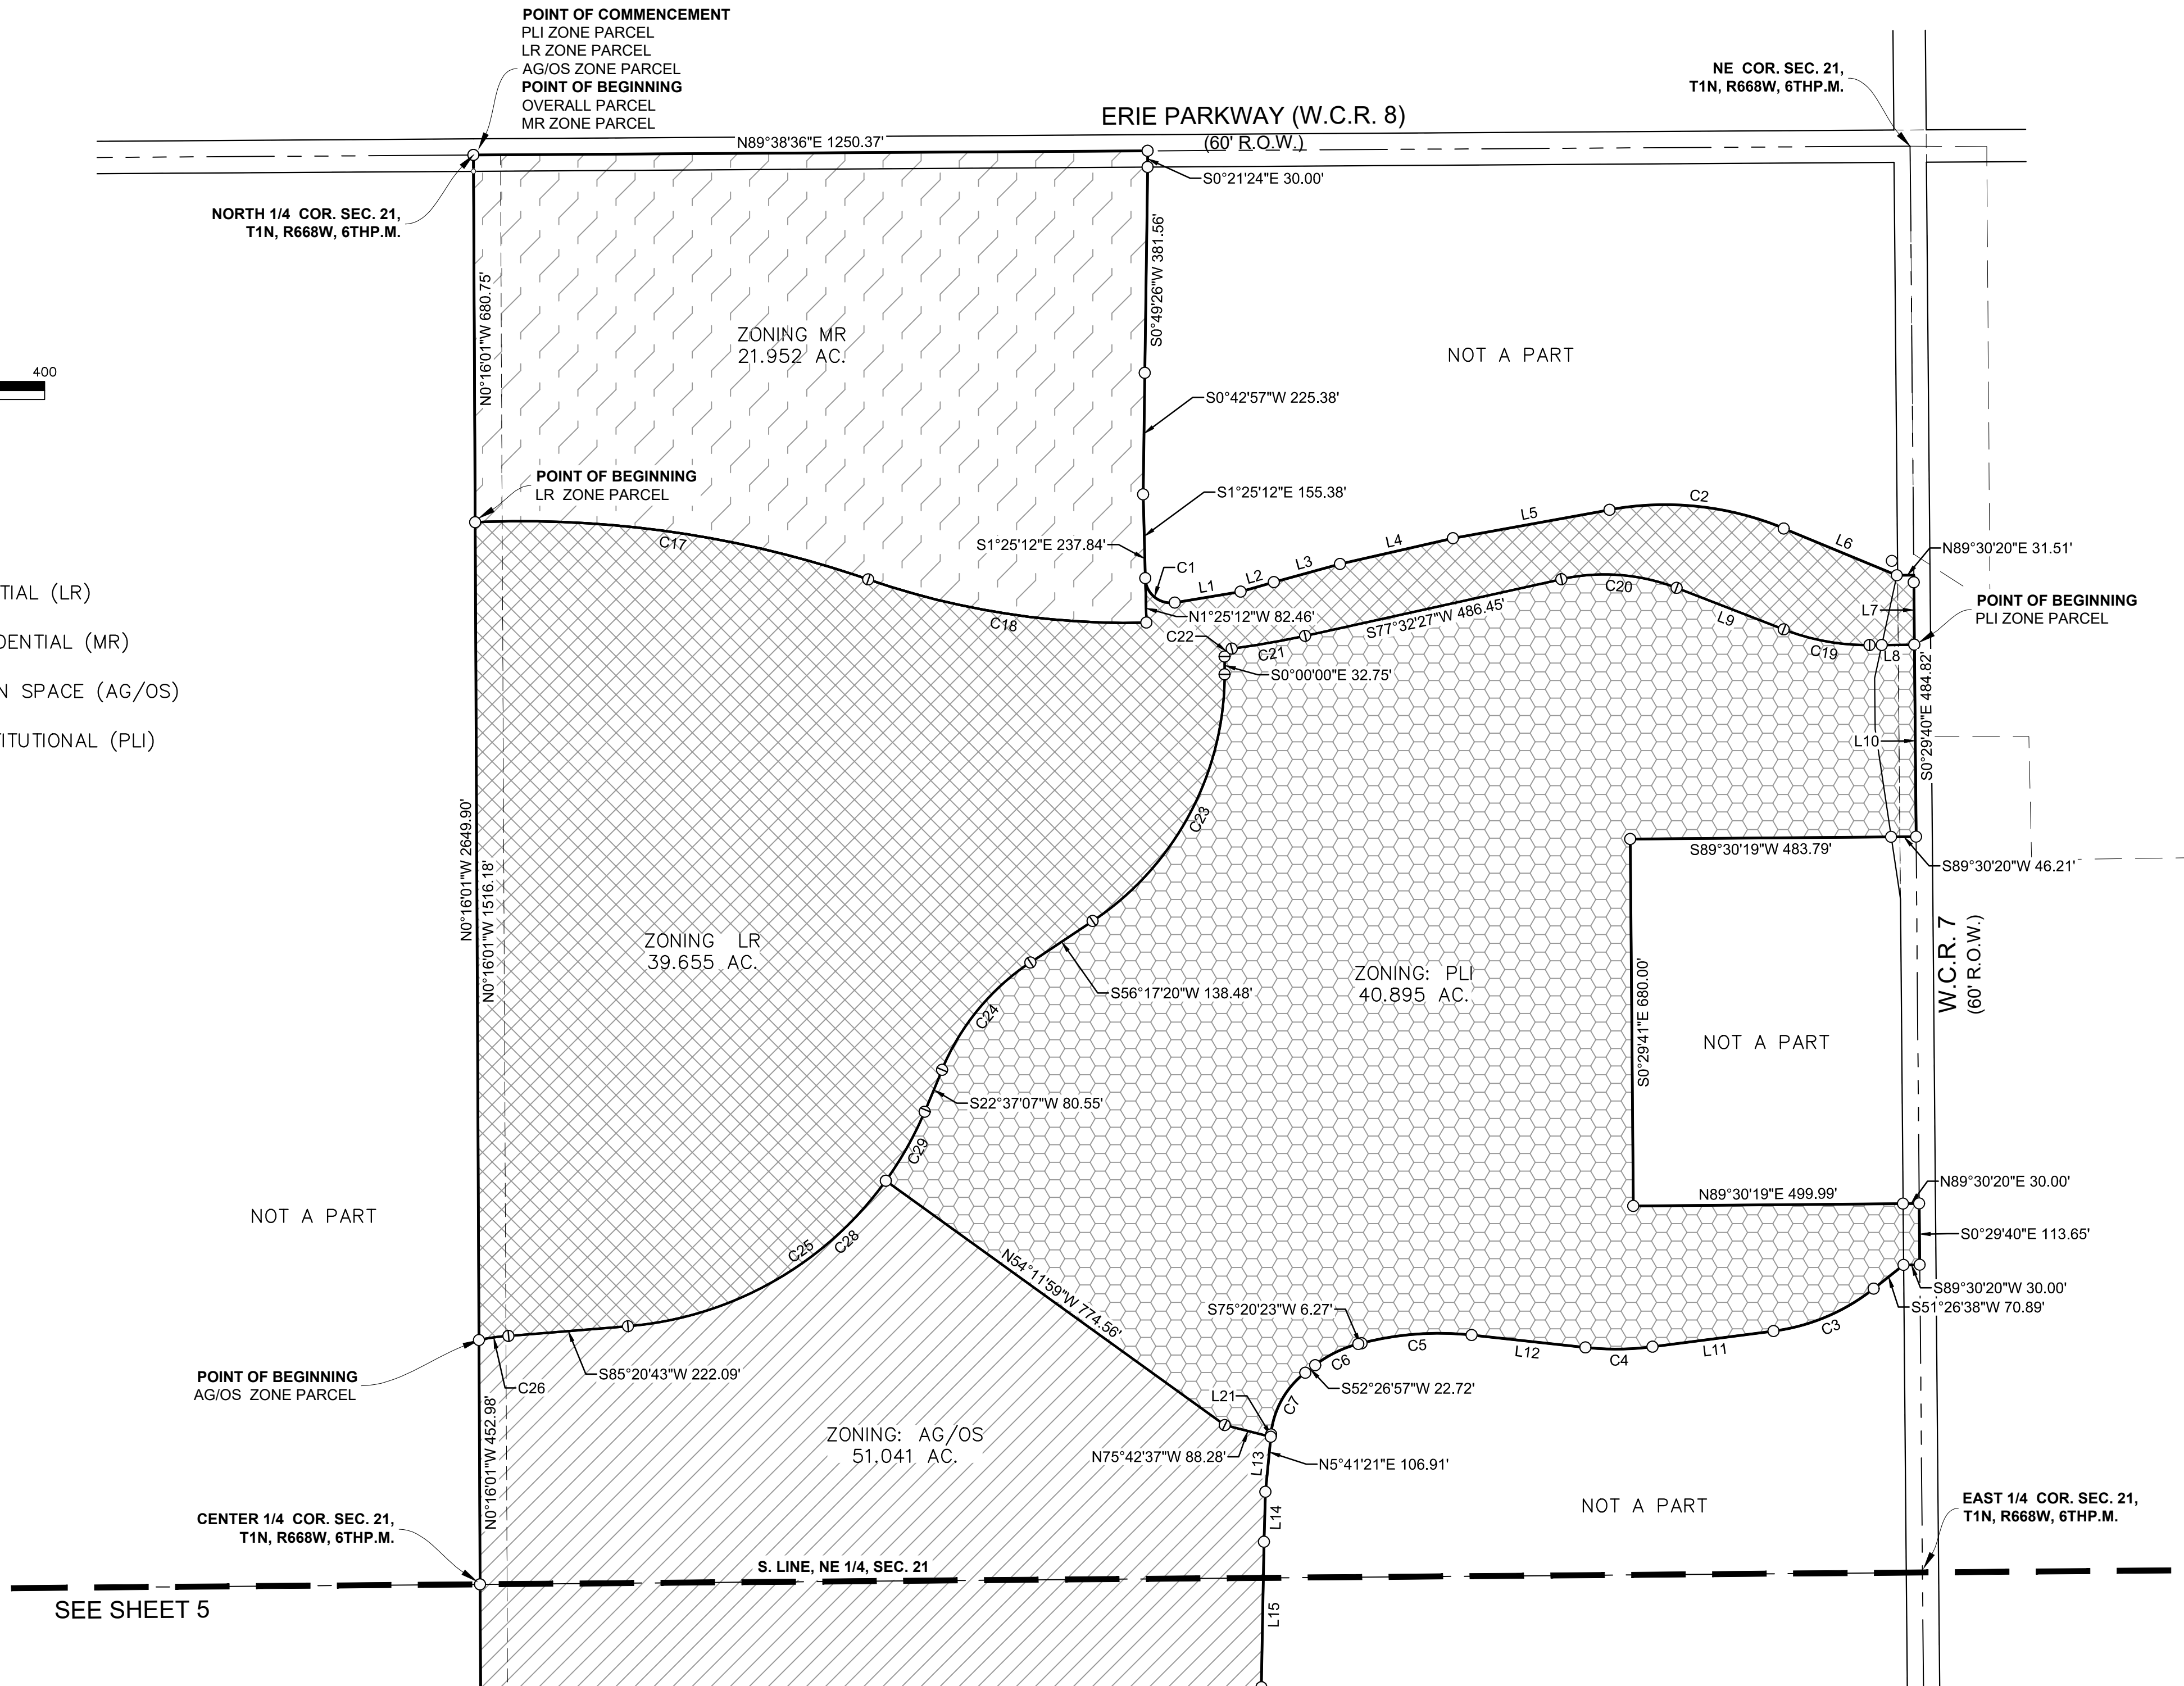 POINT OF COMMENCEMENT
PLI ZONE PARCEL
LR ZONE PARCEL
AG/OS ZONE PARCEL
POINT OF BEGINNING
OVERALL PARCEL
MR ZONE PARCEL
NE COR. SEC. 21,
T1N, R668W, 6THP.M.
ERIE PARKWAY (W.C.R. 8)
(60' R.O.W.)
N89°38'36"E 1250.37'
S0°21'24"E 30.00'
NORTH 1/4 COR. SEC. 21,
T1N, R668W, 6THP.M.
N0°16'01"W 680.75'
S0°49'26"W 381.56'
ZONING MR
21.952 AC.
NOT A PART
400
S0°42'57"W 225.38'
POINT OF BEGINNING
LR ZONE PARCEL
S1°25'12"E 155.38'
S1°25'12"E 237.84'
C17
C18
C1
L1
L2
L3
L4
L5
C2
L6
N89°30'20"E 31.51'
L7
POINT OF BEGINNING
PLI ZONE PARCEL
N1°25'12"W 82.46'
C22
C21
S77°32'27"W 486.45'
C20
L9
C19
L8
S0°00'00"E 32.75'
TIAL (LR)
DENTIAL (MR)
N SPACE (AG/OS)
TITUTIONAL (PLI)
L10
S0°29'40"E 484.82'
C23
S89°30'19"W 483.79'
S89°30'20"W 46.21'
N0°16'01"W 2649.90'
N0°16'01"W 1516.18'
ZONING LR
39.655 AC.
W.C.R. 7
(60' R.O.W.)
ZONING: PLI
40.895 AC.
S0°29'41"E 680.00'
NOT A PART
S56°17'20"W 138.48'
C24
S22°37'07"W 80.55'
C29
N89°30'20"E 30.00'
N89°30'19"E 499.99'
NOT A PART
S0°29'40"E 113.65'
C25
C28
N54°11'59"W 774.56'
S89°30'20"W 30.00'
S51°26'38"W 70.89'
S75°20'23"W 6.27'
C3
C5
L12
C4
L11
C6
POINT OF BEGINNING
AG/OS ZONE PARCEL
C26
S85°20'43"W 222.09'
S52°26'57"W 22.72'
L21
C7
N0°16'01"W 452.98'
ZONING: AG/OS
51.041 AC.
N75°42'37"W 88.28'
L13
N5°41'21"E 106.91'
NOT A PART
EAST 1/4 COR. SEC. 21,
T1N, R668W, 6THP.M.
CENTER 1/4 COR. SEC. 21,
T1N, R668W, 6THP.M.
L14
S. LINE, NE 1/4, SEC. 21
SEE SHEET 5
L15